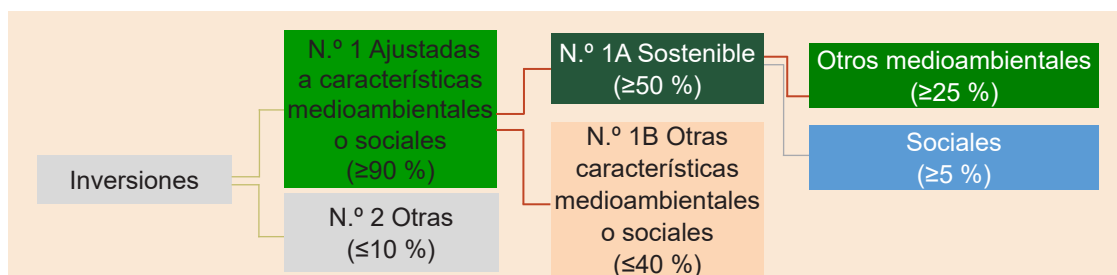 Inversiones
N.º 1 Ajustadas
a características
medioambientales
o sociales
(≥90 %)
N.º 2 Otras
(≤10 %)
N.º 1A Sostenible
(≥50 %)
N.º 1B Otras
características
medioambientales
o sociales
(≤40 %)
Otros medioambientales
(≥25 %)
Sociales
(≥5 %)